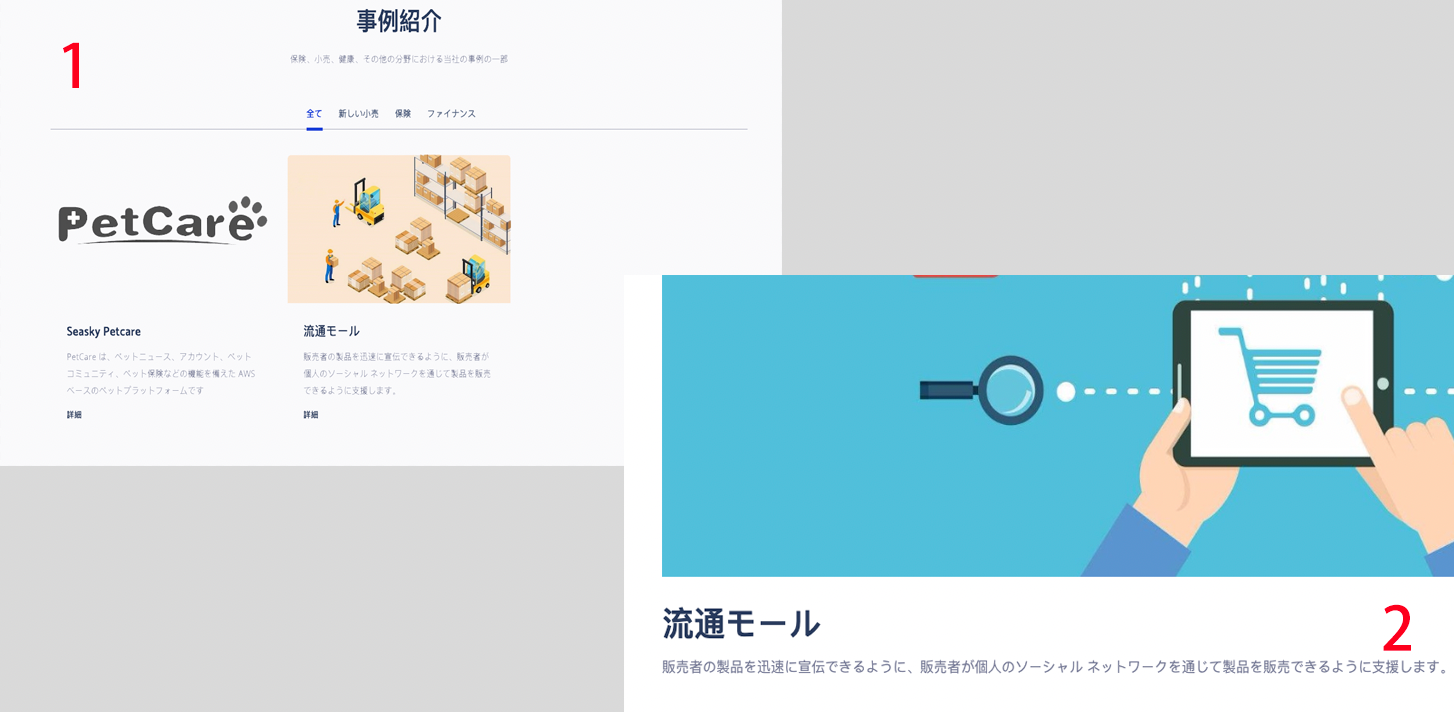 1
事例紹介
保険、小売、健康、その他の分野における当社の事例の一部
全て 新しい小売 保険 ファイナンス
PetCare
Seasky Petcare
PetCare は、ペットニュース、アカウント、ペット
コミュニティ、ペット保険などの機能を備えた AWS
ベースのペットプラットフォームです
詳細
流通モール
販売者の製品を迅速に宣伝できるように、販売者が
個人のソーシャル ネットワークを通じて製品を販売
できるように支援します。
詳細
流通モール
2
販売者の製品を迅速に宣伝できるように、販売者が個人のソーシャル ネットワークを通じて製品を販売できるように支援します。